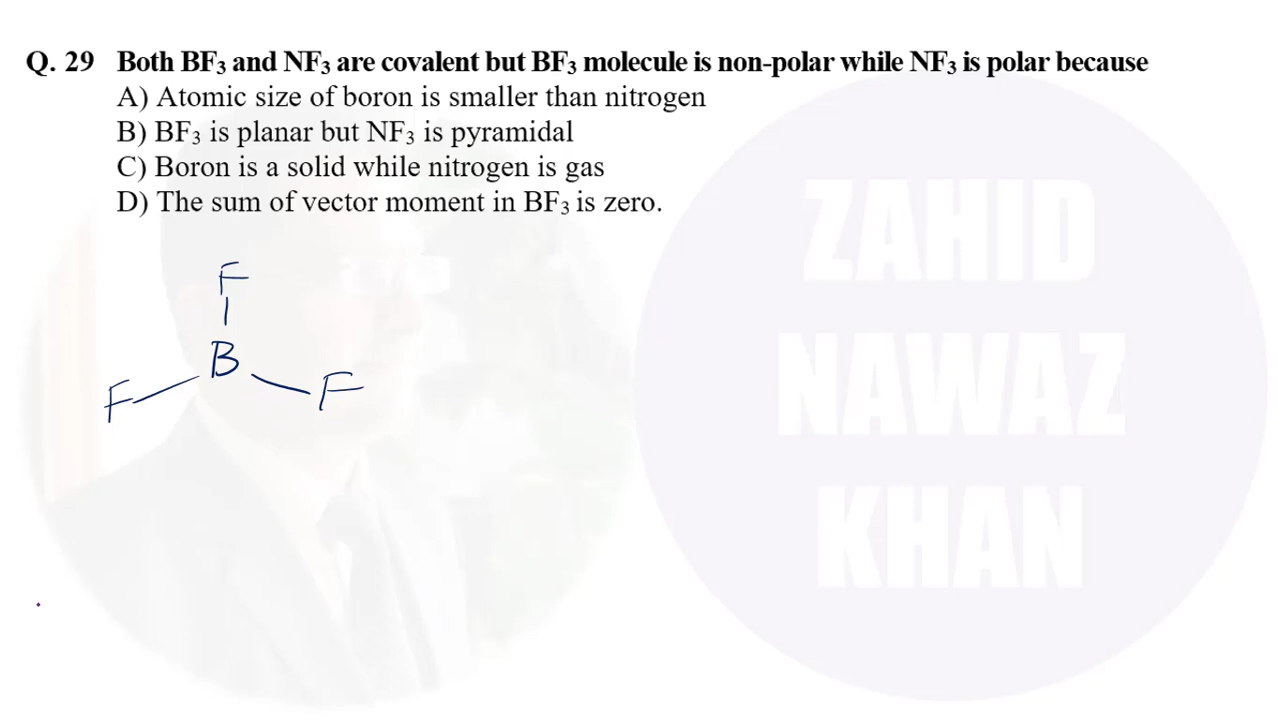 Q. 29 Both BF₃ and NF₃ are covalent but BF₃ molecule is non-polar while NF₃ is polar because
A) Atomic size of boron is smaller than nitrogen
B) BF₃ is planar but NF₃ is pyramidal
C) Boron is a solid while nitrogen is gas
D) The sum of vector moment in BF₃ is zero.
F
B
F F
ZAHID
NAWAZ
KHAN